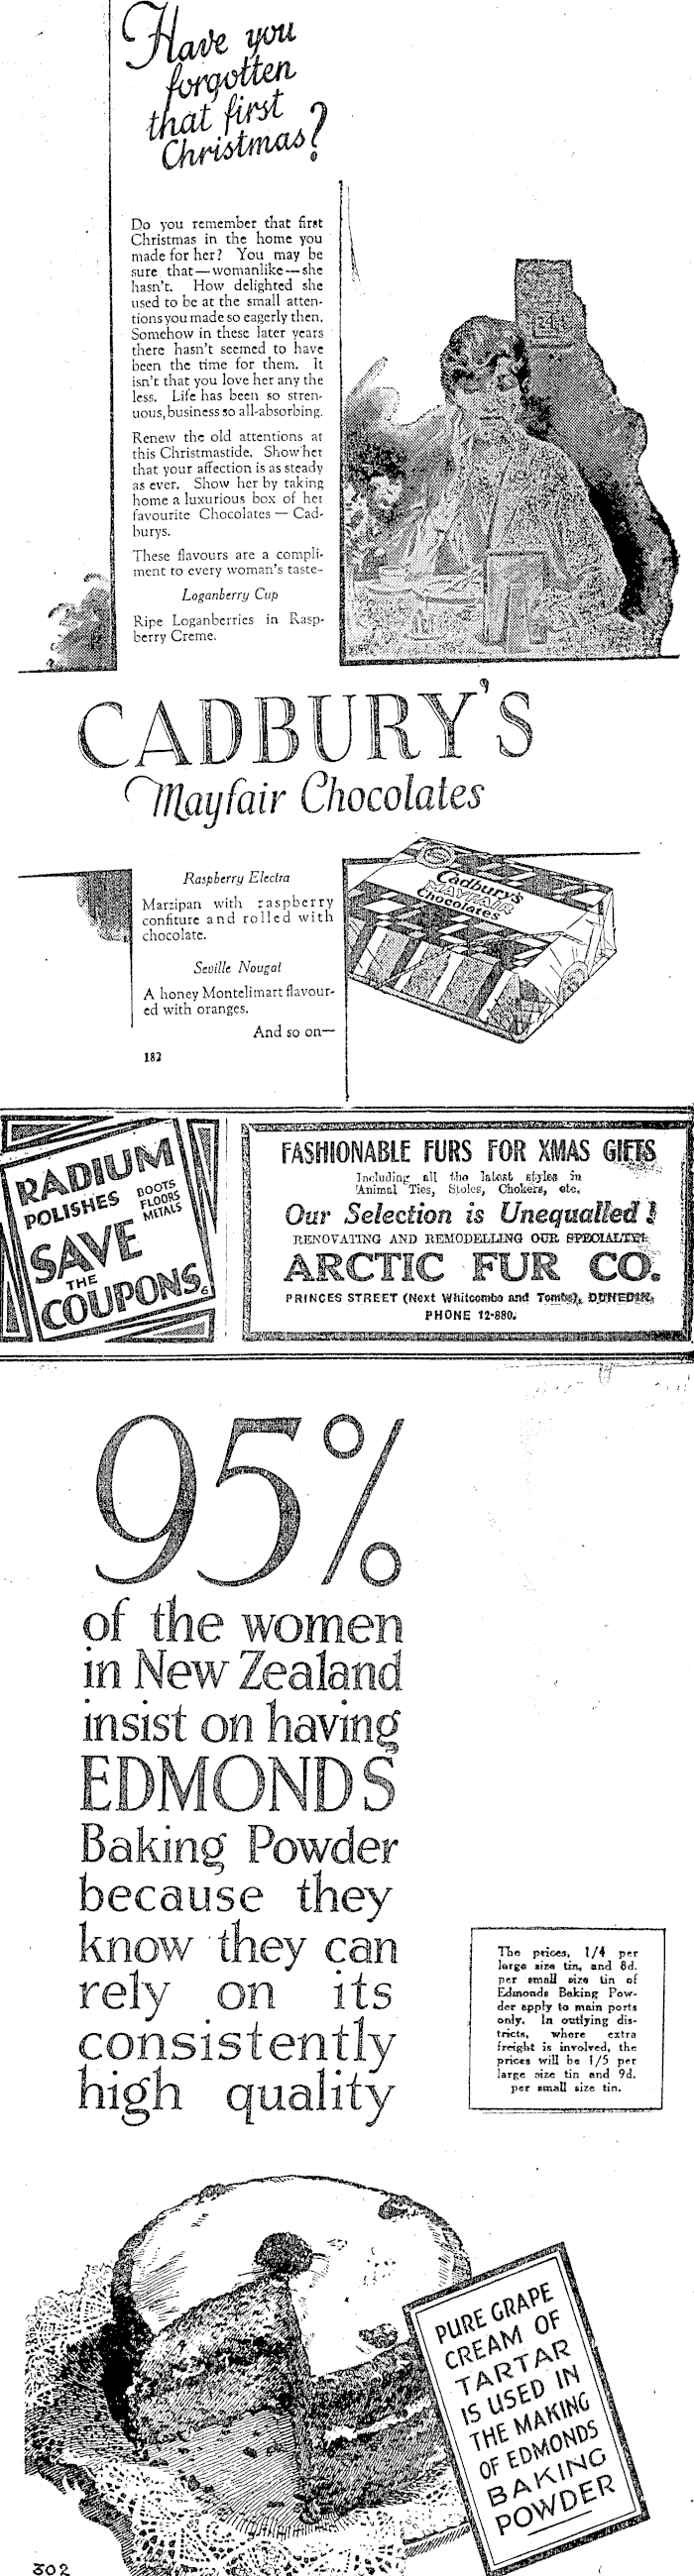 Have you
forgotten
that first
Christmas?
Do you remember that first
Christmas in the home you
made for her? You may be
sure that—womanlike—she
hasn't. How delighted she
used to be at the small atten-
tions you made so eagerly then.
Somehow in these later years
there hasn't seemed to have
been the time for them. It
isn't that you love her any the
less. Life has been so stren-
uous, business so all-absorbing.
Renew the old attentions at
this Christmastide. Show her
that your affection is as steady
as ever. Show her by taking
home a luxurious box of her
favourite Chocolates — Cad-
burys.
These flavours are a compli-
ment to every woman's taste-
Loganberry Cup
Ripe Loganberries in Rasp-
berry Creme.
24
CADBURY'S
Mayfair Chocolates
Raspberry Electra
Marzipan with raspberry
confiture and rolled with
chocolate.
Seville Nougat
A honey Montelimart flavour-
ed with oranges.
And so on—
182
Cadbury's
MAYFAIR
Chocolates
RADIUM
POLISHES
BOOTS
FLOORS
METALS
SAVE
THE
COUPONS
6
FASHIONABLE FURS FOR XMAS GIFTS
Including all the latest styles in
Animal Ties, Stoles, Chokers, etc.
Our Selection is Unequalled!
RENOVATING AND REMODELLING OUR SPECIALTY!
ARCTIC FUR CO.
PRINCES STREET (Next Whitcombe and Tombs), DUNEDIN.
PHONE 12-880.
95%
of the women
in New Zealand
insist on having
EDMONDS
Baking Powder
because they
know they can
rely on its
consistently
high quality
The prices, 1/4 per
large size tin, and 8d.
per small size tin of
Edmonds Baking Pow-
der apply to main ports
only. In outlying dis-
tricts, where extra
freight is involved, the
prices will be 1/5 per
large size tin and 9d.
per small size tin.
PURE GRAPE
CREAM OF
TARTAR
IS USED IN
THE MAKING
OF EDMONDS
BAKING
POWDER
302